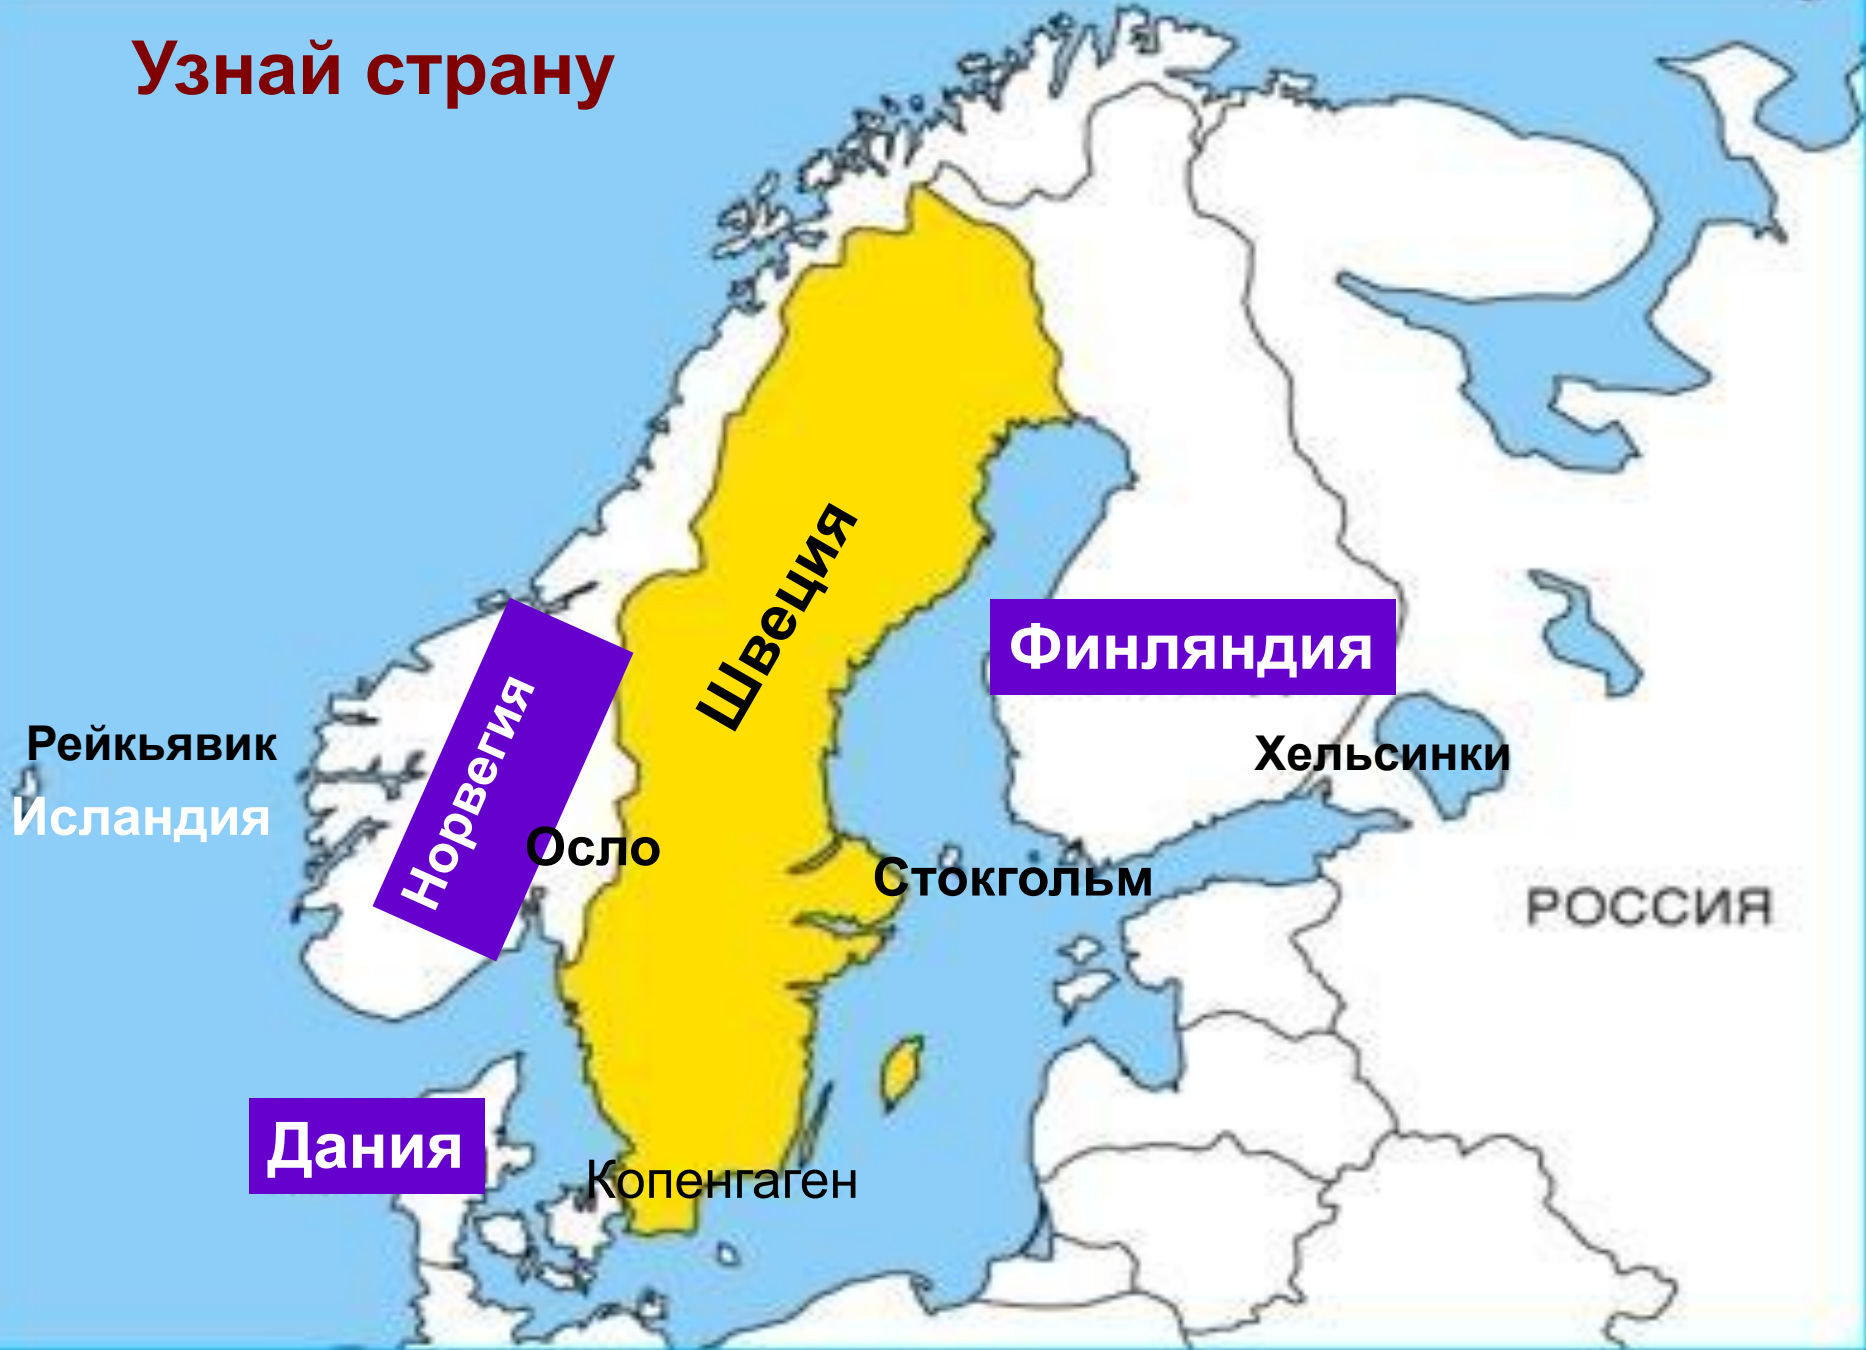 Узнай страну
Швеция
Финляндия
Норвегия
Рейкьявик
Хельсинки
Исландия
Осло
Стокгольм
РОССИЯ
Дания
Копенгаген